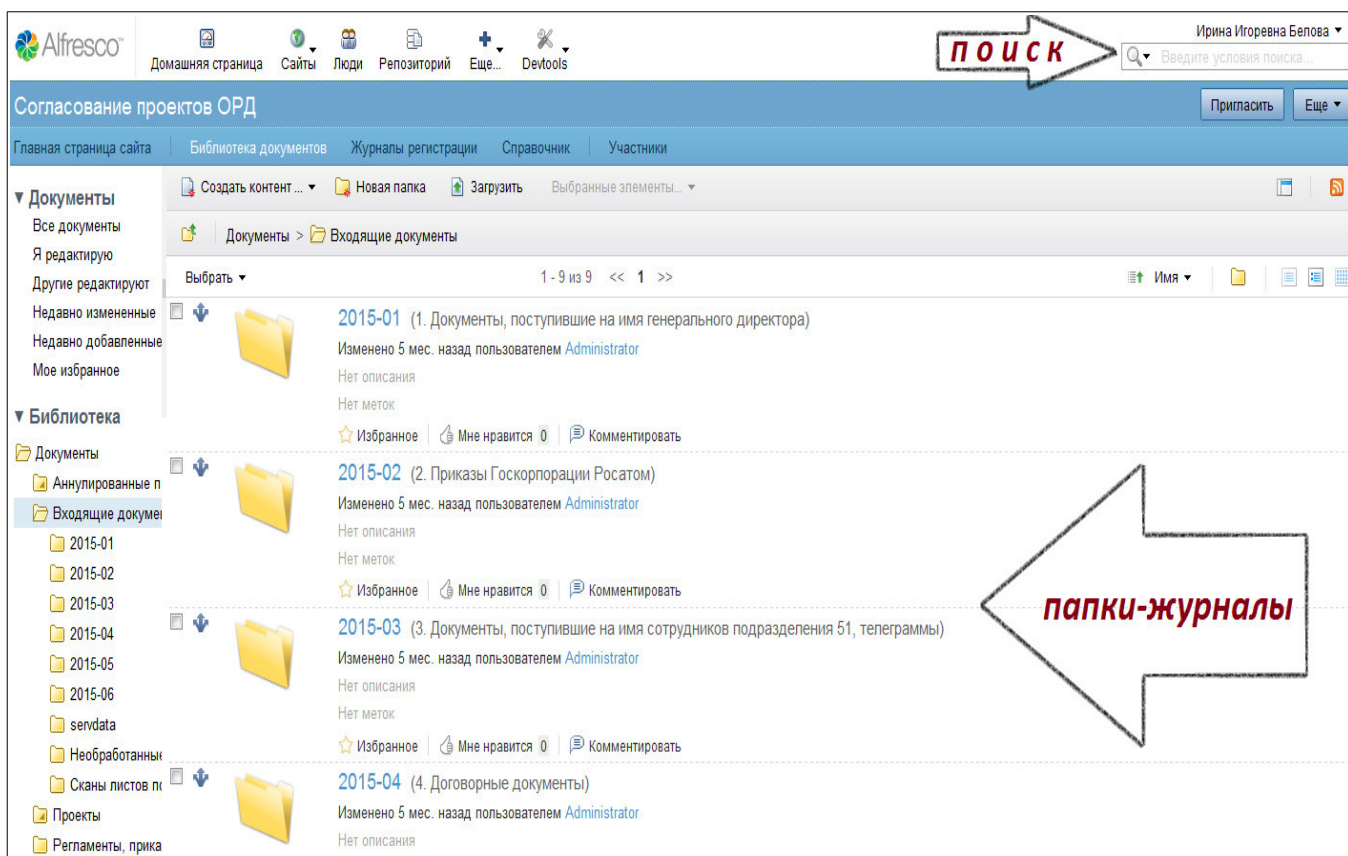 Alfresco™
Домашняя страница Сайты Люди Репозиторий Еще... Devtools
поиск
Ирина Игоревна Белова
Введите условия поиска...
Согласование проектов ОРД
Пригласить Еще
Главная страница сайта Библиотека документов Журналы регистрации Справочник Участники
Документы
Все документы
Я редактирую
Другие редактируют
Недавно измененные
Недавно добавленные
Мое избранное
Библиотека
Документы
Аннулированные п
Входящие докумен
2015-01
2015-02
2015-03
2015-04
2015-05
2015-06
servdata
Необработанные
Сканы листов по
Проекты
Регламенты, прика
Создать контент ... Новая папка Загрузить Выбранные элементы...
Документы > Входящие документы
Выбрать 1 - 9 из 9 << 1 >> Имя
2015-01 (1. Документы, поступившие на имя генерального директора)
Изменено 5 мес. назад пользователем Administrator
Нет описания
Нет меток
Избранное Мне нравится 0 Комментировать
2015-02 (2. Приказы Госкорпорации Росатом)
Изменено 5 мес. назад пользователем Administrator
Нет описания
Нет меток
Избранное Мне нравится 0 Комментировать
2015-03 (3. Документы, поступившие на имя сотрудников подразделения 51, телеграммы)
Изменено 5 мес. назад пользователем Administrator
Нет описания
Нет меток
Избранное Мне нравится 0 Комментировать
2015-04 (4. Договорные документы)
Изменено 5 мес. назад пользователем Administrator
Нет описания
папки-журналы